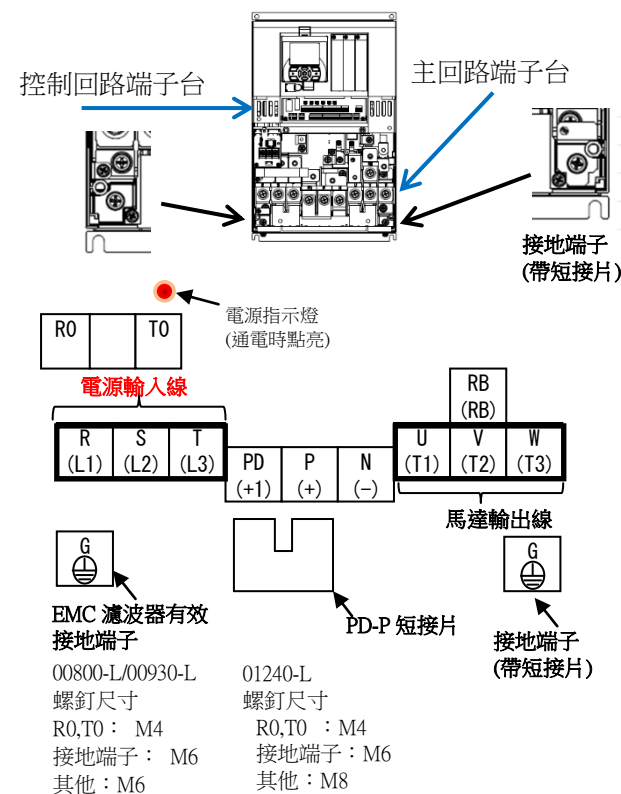 控制回路端子台
主回路端子台
接地端子
(帶短接片)
電源指示燈
(通電時點亮)
R0 T0
電源輸入線
RB
(RB)
R S T
(L1) (L2) (L3)
PD P N
(+1) (+) (−)
U V W
(T1) (T2) (T3)
馬達輸出線
G
EMC 濾波器有效
接地端子
PD-P 短接片
G
接地端子
(帶短接片)
00800-L/00930-L
螺釘尺寸
R0,T0： M4
接地端子： M6
其他：M6
01240-L
螺釘尺寸
R0,T0 ：M4
接地端子：M6
其他：M8